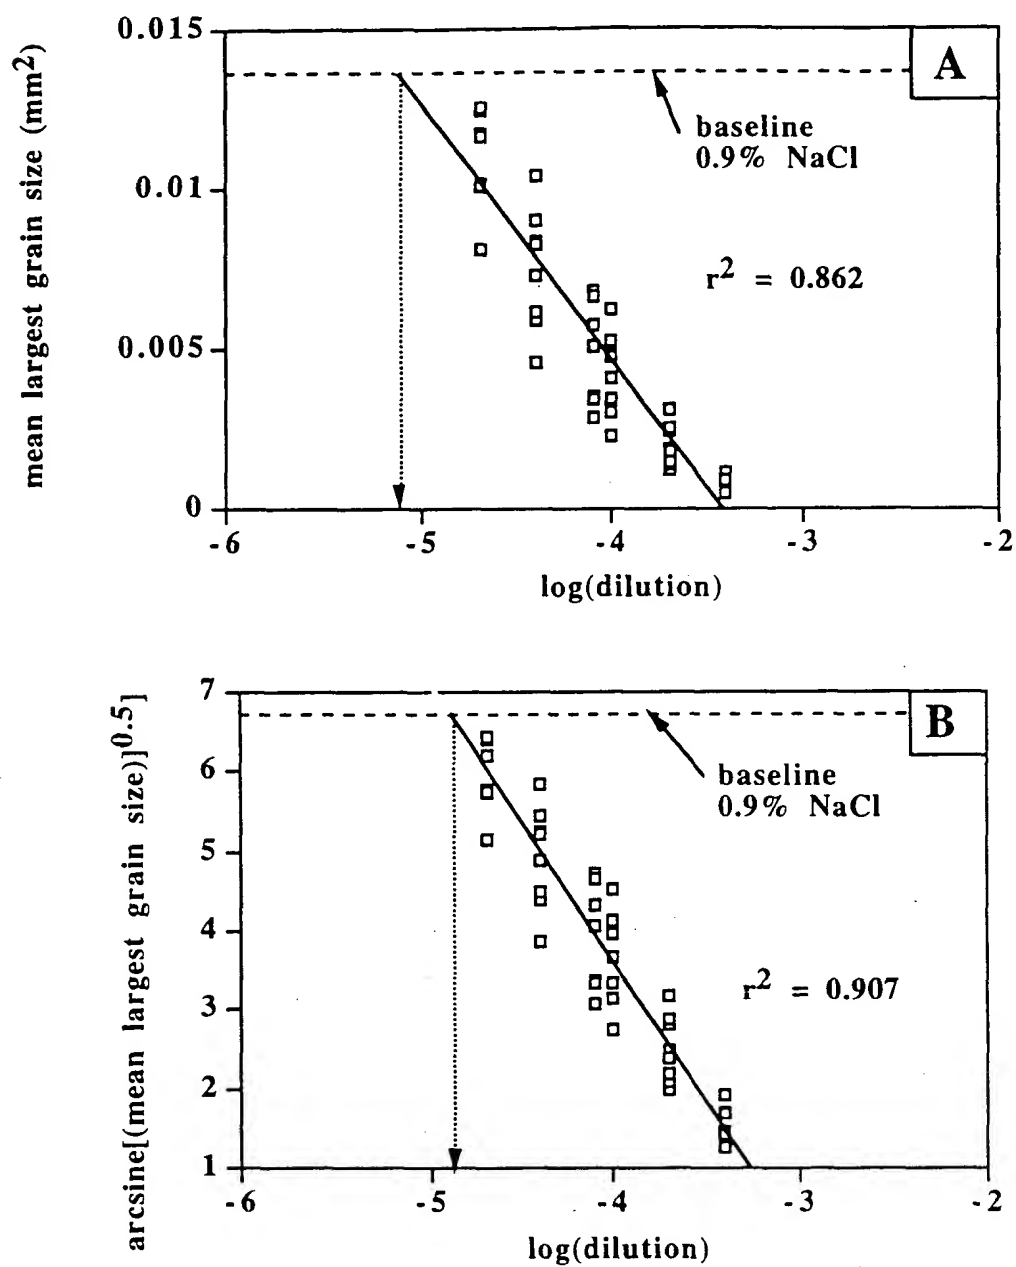 mean largest grain size (mm2)
0.015
0.01
0.005
0
A
baseline
0.9% NaCl
r2 = 0.862
-6 -5 -4 -3 -2
log(dilution)
arcsine[(mean largest grain size)]0.5]
7
6
5
4
3
2
1
B
baseline
0.9% NaCl
r2 = 0.907
-6 -5 -4 -3 -2
log(dilution)